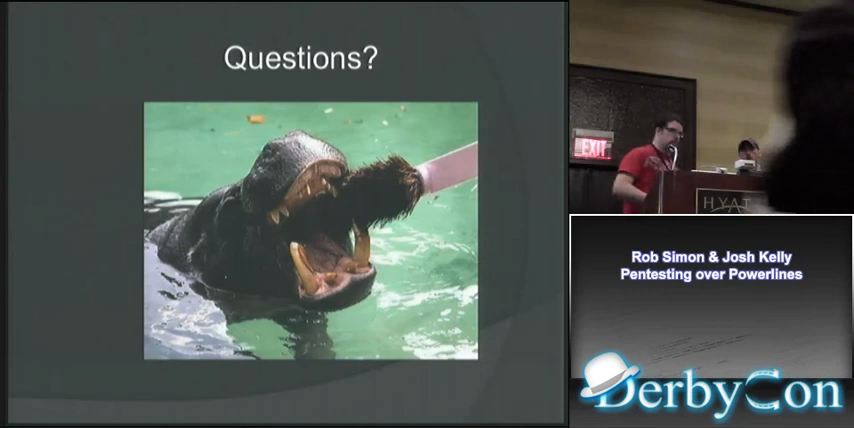 Questions?
EXIT
HYAT
Rob Simon & Josh Kelly
Pentesting over Powerlines
DerbyCon